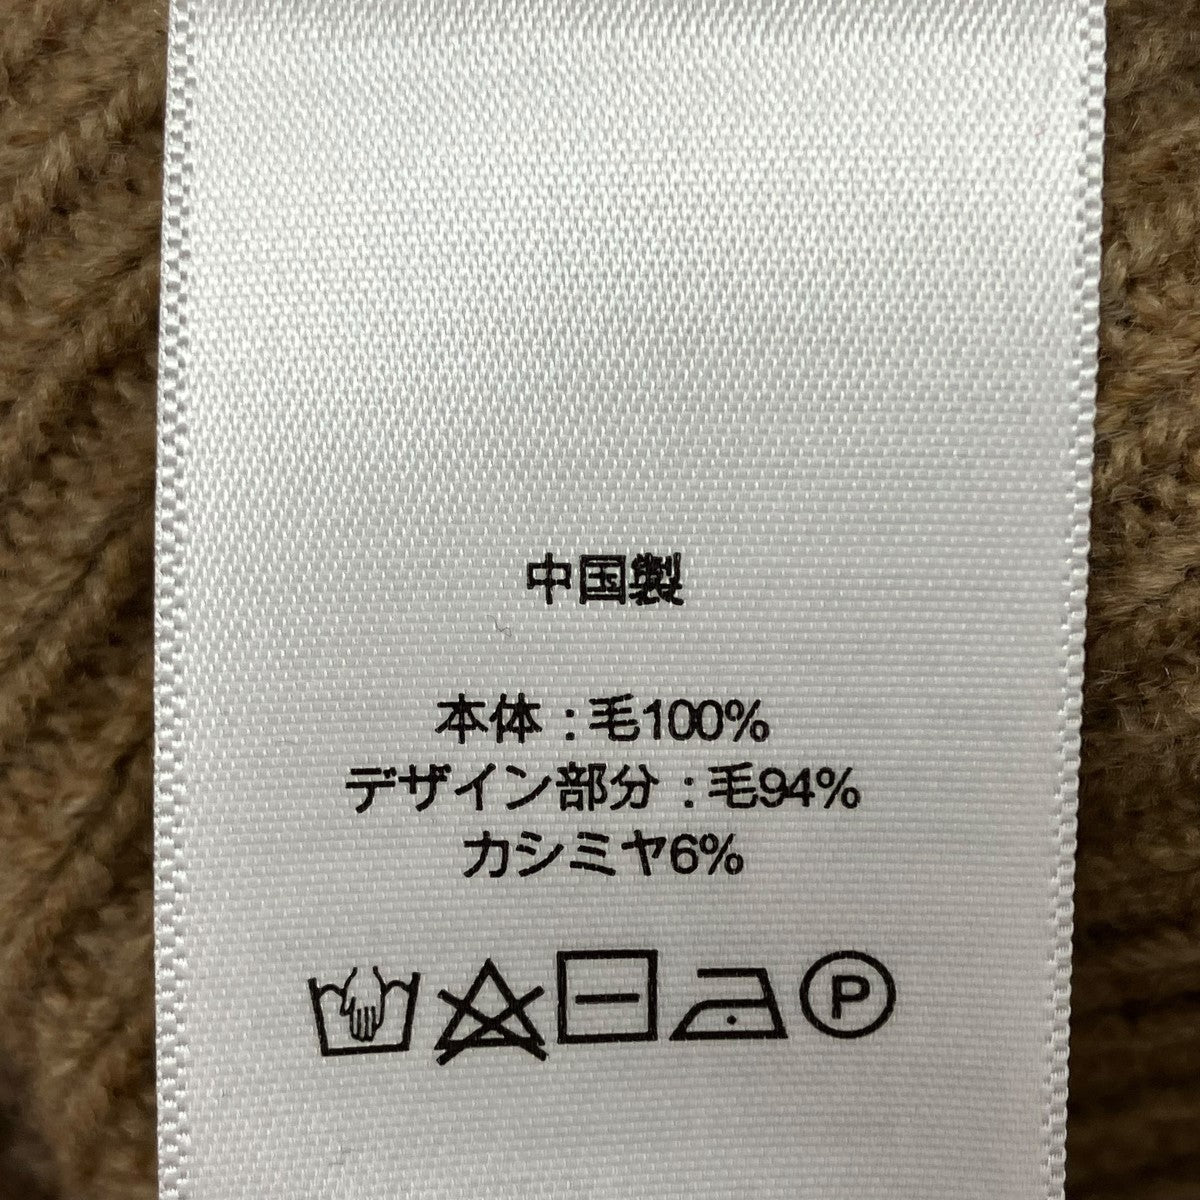 中国製
本体：毛100%
デザイン部分：毛94%
カシミヤ6%
P